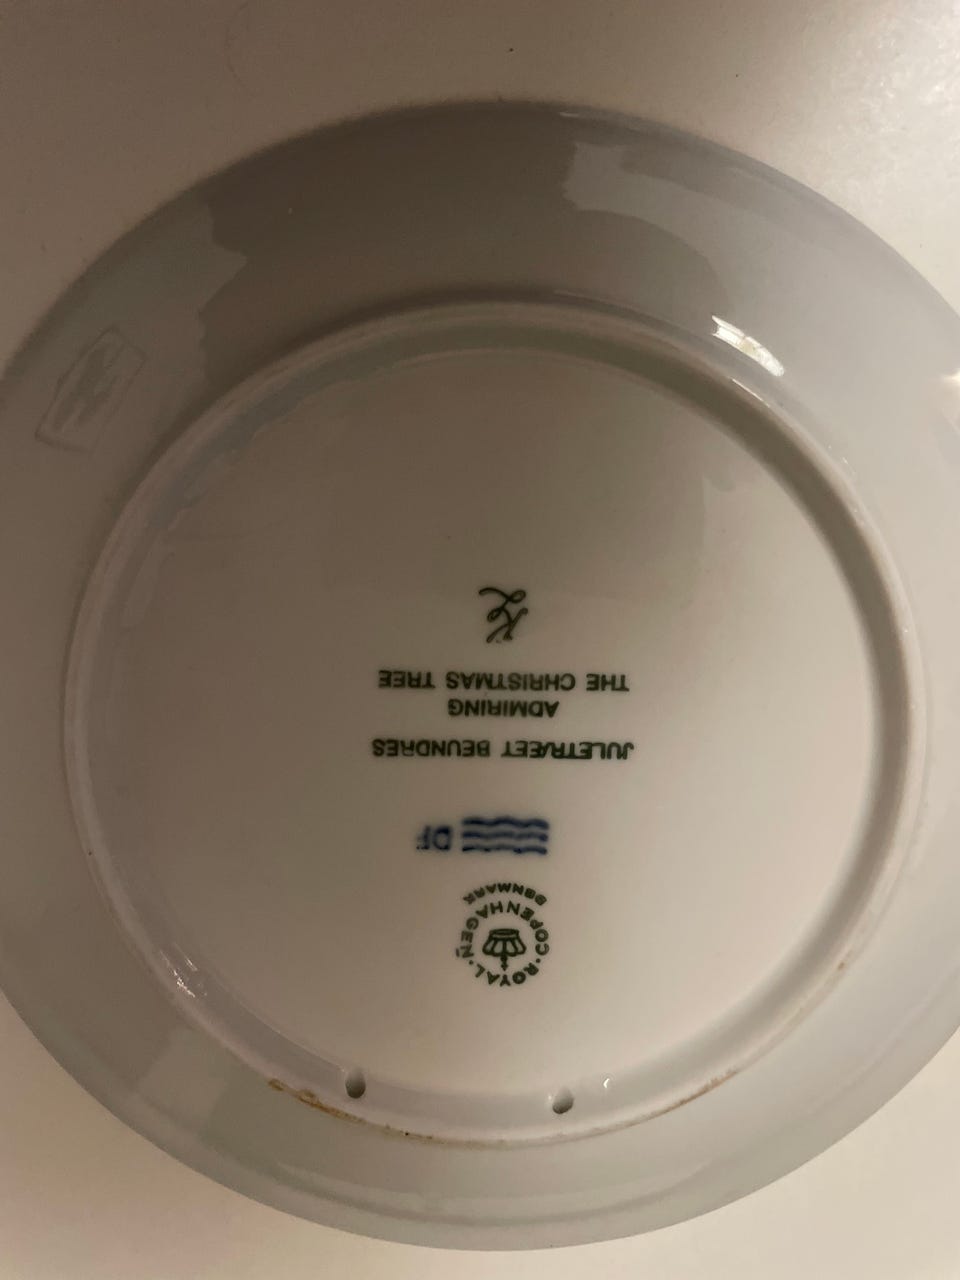 ROYAL · COPENHAGEN
DENMARK
DF
JULETRÆET BEUNDRES
ADMIRING
THE CHRISTMAS TREE